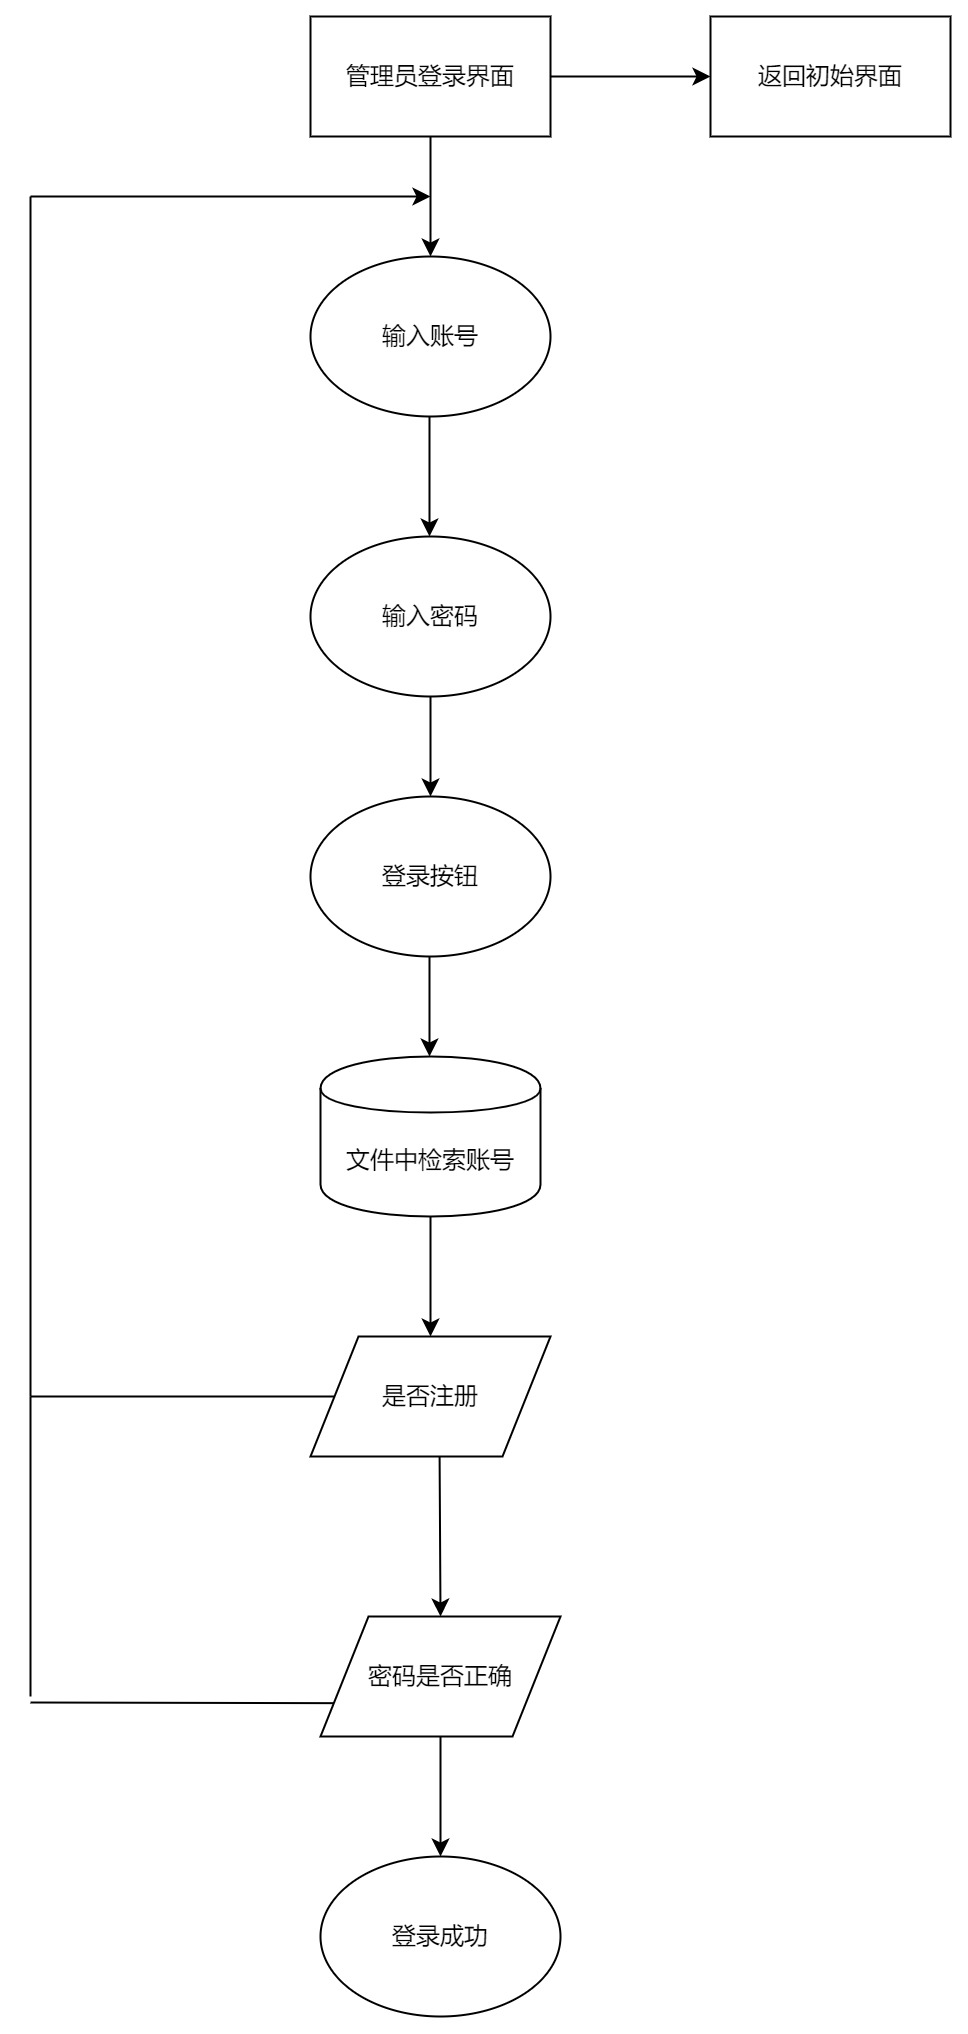 管理员登录界面
返回初始界面
输入账号
输入密码
登录按钮
文件中检索账号
是否注册
密码是否正确
登录成功